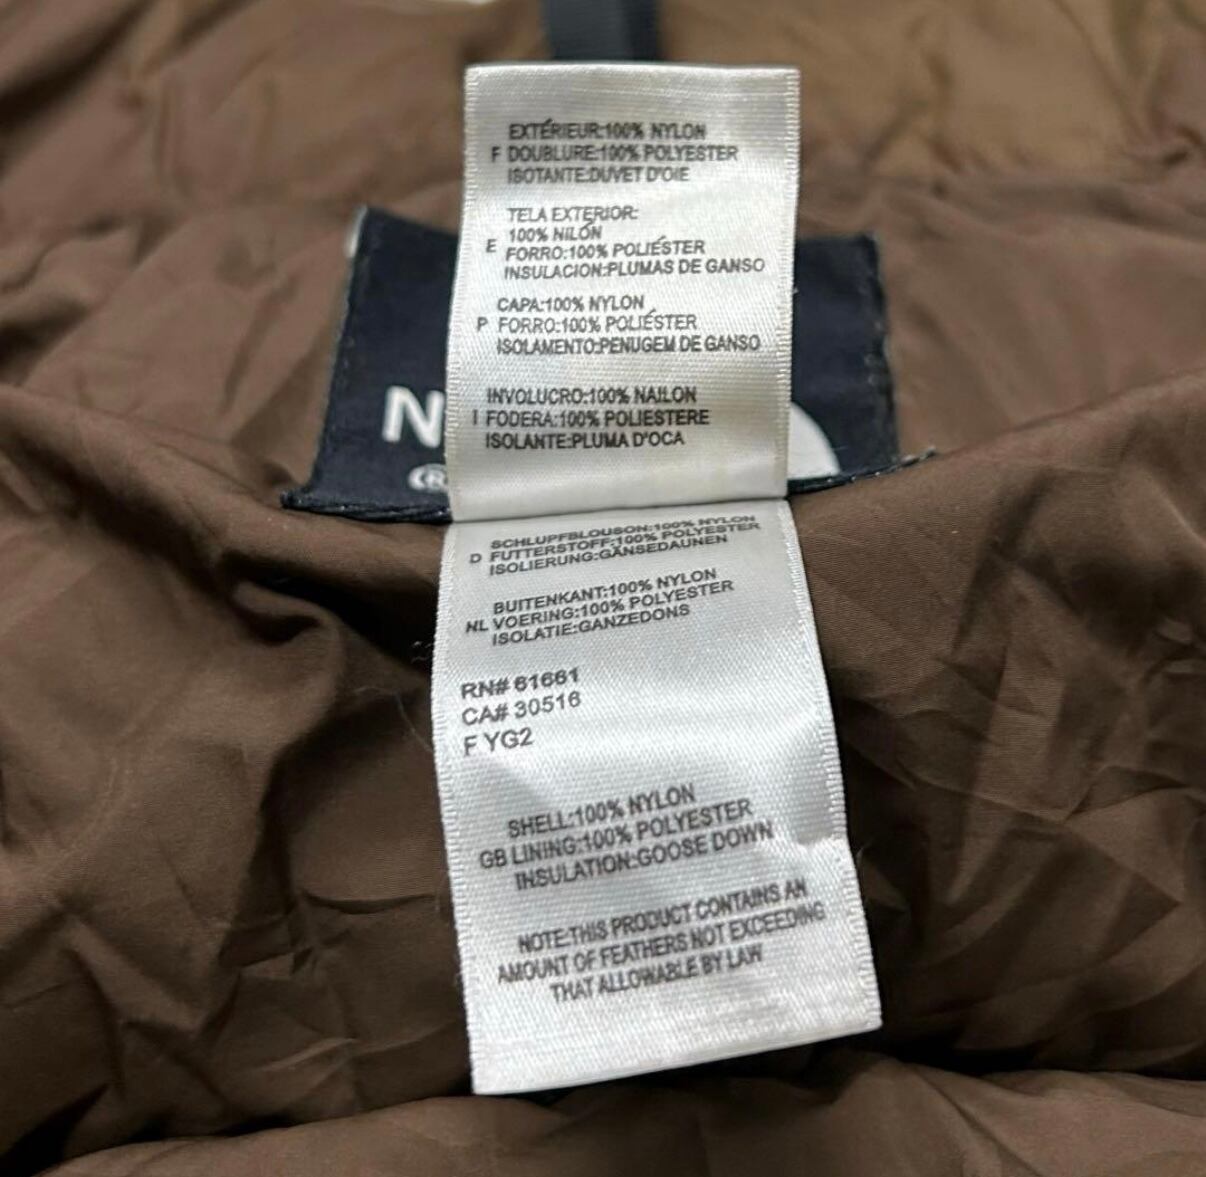 EXTÉRIEUR:100% NYLON
F DOUBLURE:100% POLYESTER
ISOTANTE:DUVET D'OIE
TELA EXTERIOR:
100% NILÓN
E FORRO:100% POLIÉSTER
INSULACION:PLUMAS DE GANSO
CAPA:100% NYLON
P FORRO:100% POLIÉSTER
ISOLAMENTO:PENUGEM DE GANSO
INVOLUCRO:100% NAILON
I FODERA:100% POLIESTERE
ISOLANTE:PLUMA D'OCA
N
®
SCHLUPFBLOUSON:100% NYLON
D FUTTERSTOFF:100% POLYESTER
ISOLIERUNG:GÄNSEDAUNEN
BUITENKANT:100% NYLON
NL VOERING:100% POLYESTER
ISOLATIE:GANZEDONS
RN# 61661
CA# 30516
F YG2
SHELL:100% NYLON
GB LINING:100% POLYESTER
INSULATION:GOOSE DOWN
NOTE:THIS PRODUCT CONTAINS AN
AMOUNT OF FEATHERS NOT EXCEEDING
THAT ALLOWABLE BY LAW